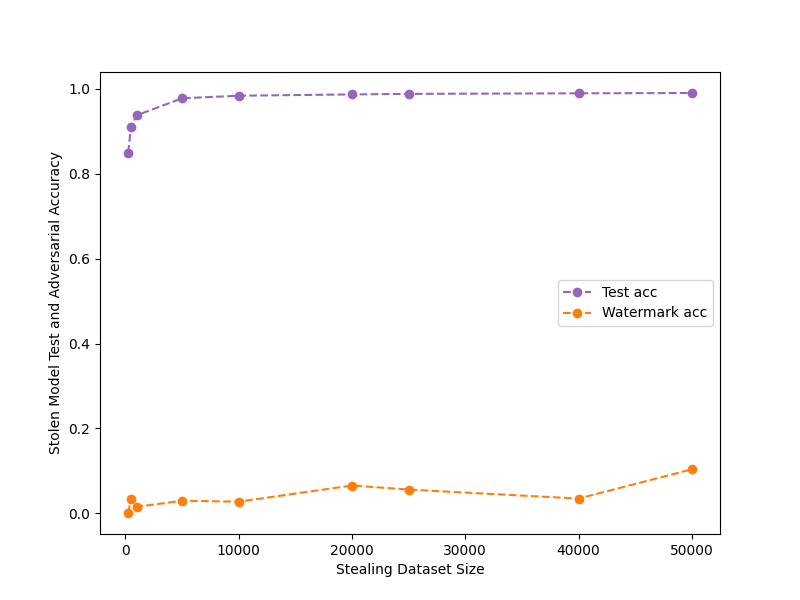 1.0
0.8
0.6
0.4
0.2
0.0
Stolen Model Test and Adversarial Accuracy
Test acc
Watermark acc
0 10000 20000 30000 40000 50000
Stealing Dataset Size